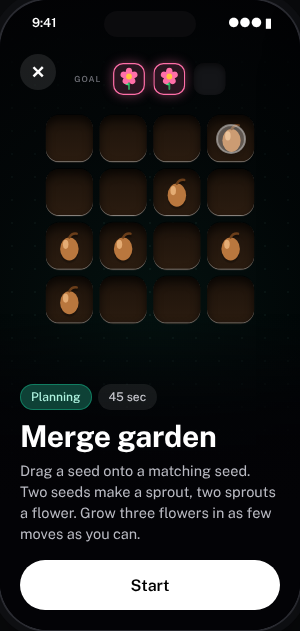 9:41
GOAL
Planning
45 sec
Merge garden
Drag a seed onto a matching seed.
Two seeds make a sprout, two sprouts
a flower. Grow three flowers in as few
moves as you can.
Start